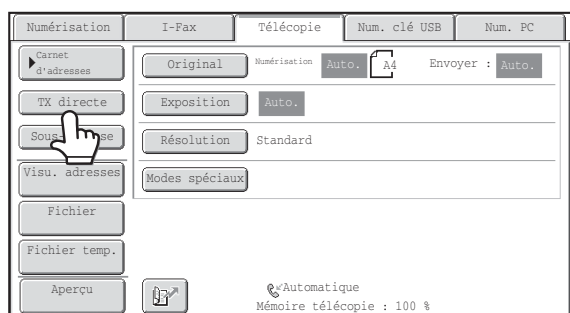 Numérisation
I-Fax
Télécopie
Num. clé USB
Num. PC
Carnet
d'adresses
Original
Numérisation
Auto.
A4
Envoyer :
Auto.
TX directe
Exposition
Auto.
Résolution
Standard
Visu. adresses
Modes spéciaux
Fichier
Fichier temp.
Aperçu
Automatique
Mémoire télécopie : 100 %